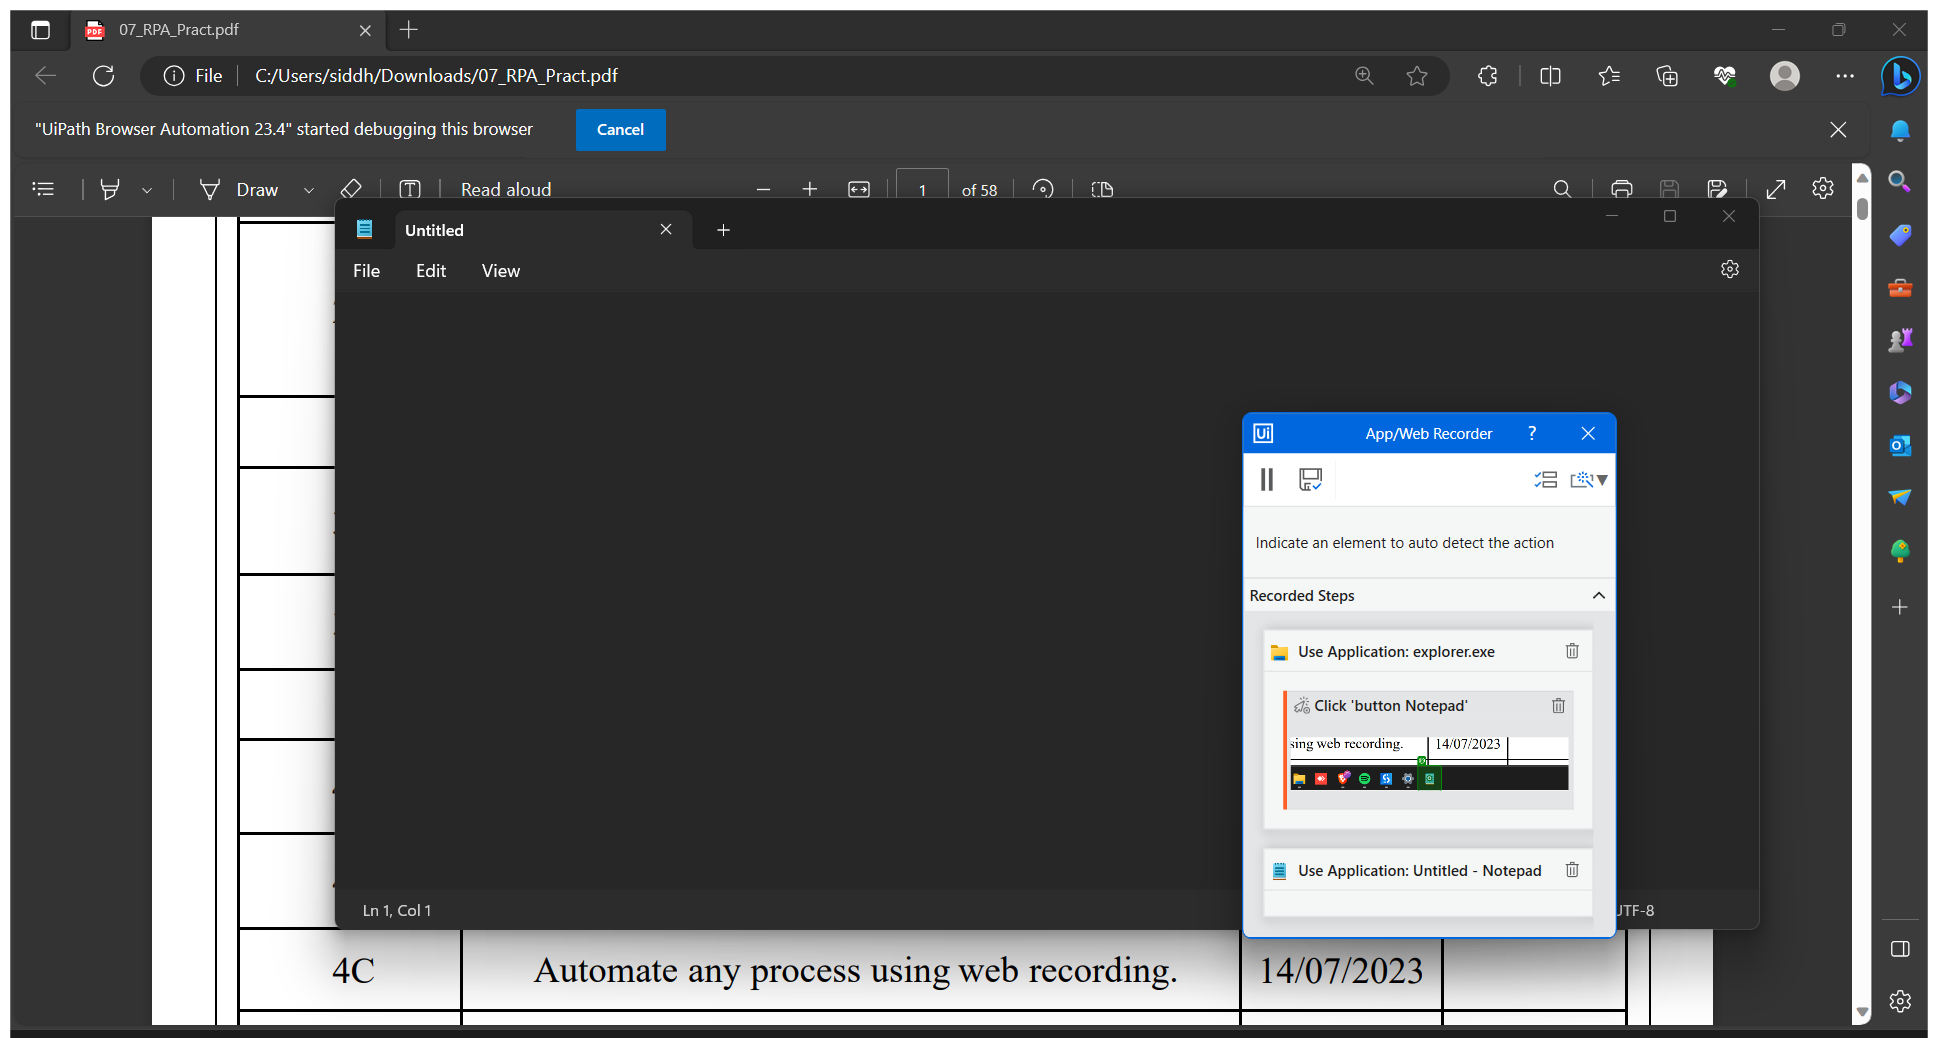 07_RPA_Pract.pdf
File
C:/Users/siddh/Downloads/07_RPA_Pract.pdf
"UiPath Browser Automation 23.4" started debugging this browser
Cancel
Draw
Read aloud
1
of 58
Untitled
File
Edit
View
Ui
App/Web Recorder
?
Indicate an element to auto detect the action
Recorded Steps
Use Application: explorer.exe
Click 'button Notepad'
sing web recording.
14/07/2023
Use Application: Untitled - Notepad
Ln 1, Col 1
UTF-8
4C
Automate any process using web recording.
14/07/2023